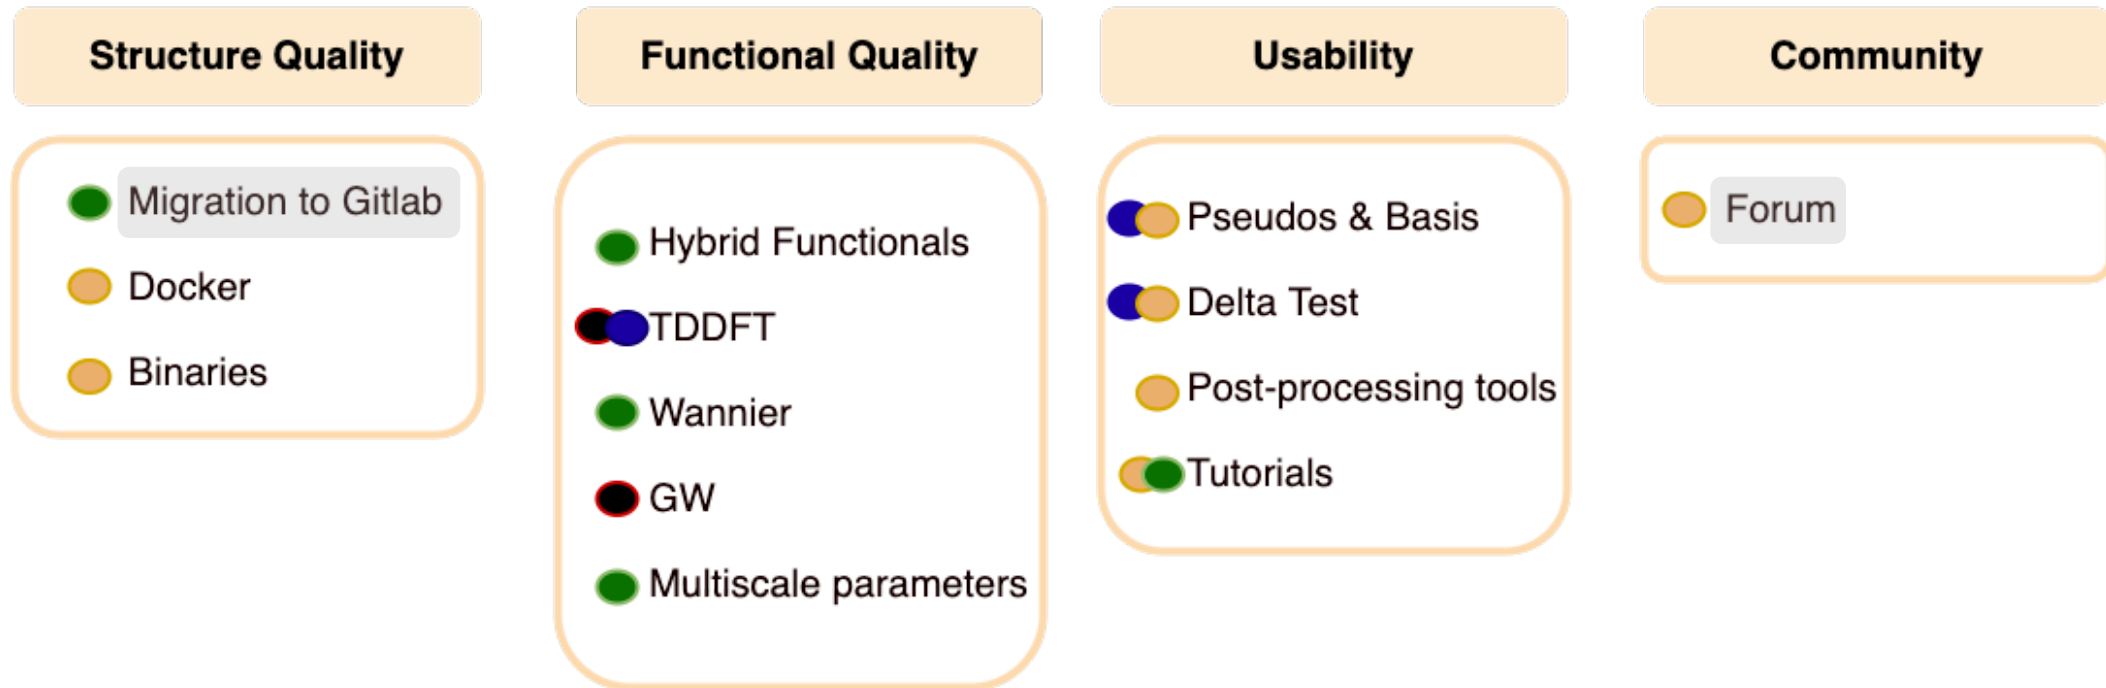 Structure Quality
Migration to Gitlab
Docker
Binaries
Functional Quality
Hybrid Functionals
TDDFT
Wannier
GW
Multiscale parameters
Usability
Pseudos & Basis
Delta Test
Post-processing tools
Tutorials
Community
Forum